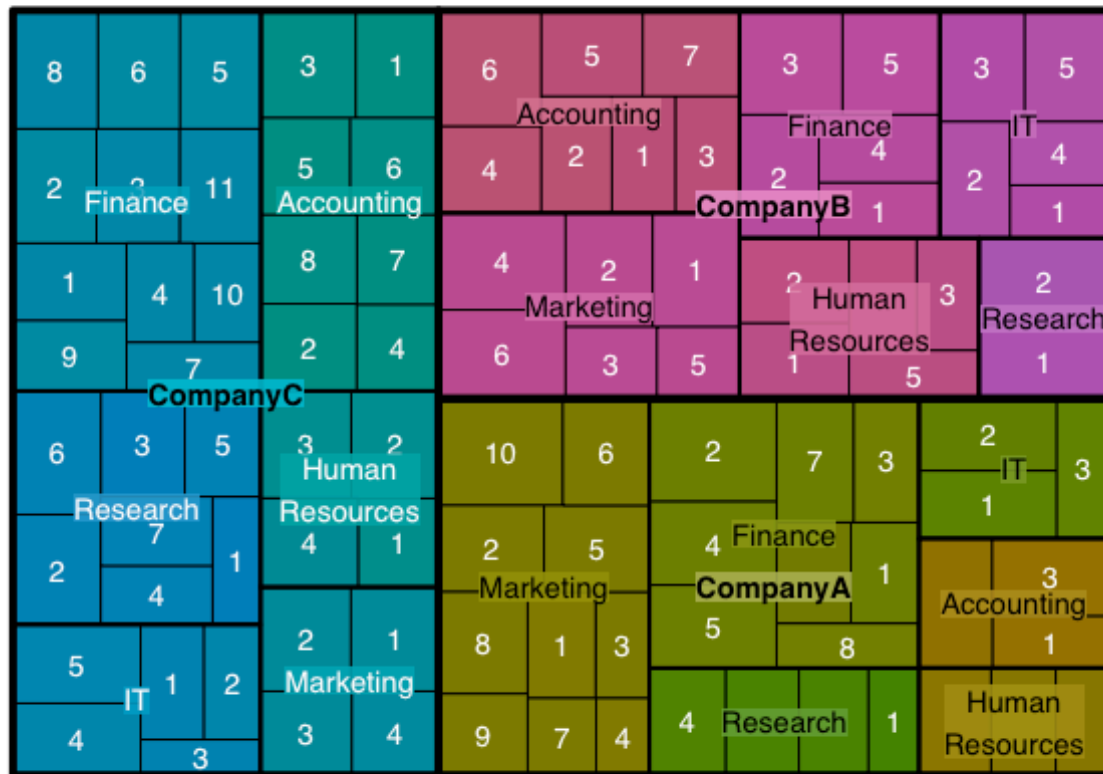 8 6 5
2 3 11
Finance
1 4 10
9 7
3 1
5 6
Accounting
8 7
2 4
CompanyC
6 3 5
Research
7
2 1
4
3 2
Human
Resources
4 1
5 1 2
IT
4 3
2 1
Marketing
3 4
6 5 7
Accounting
4 2 1 3
3 5
Finance
4
2
1
3 5
IT
4
2
1
CompanyB
4 2 1
Marketing
6 3 5
2 3
Human
Resources
1 5
2
Research
1
10 6
2 5
Marketing
8 1 3
9 7 4
2 7 3
Finance
4 1
CompanyA
5 8
2
IT 3
1
3
Accounting
1
4 Research 1
Human
Resources